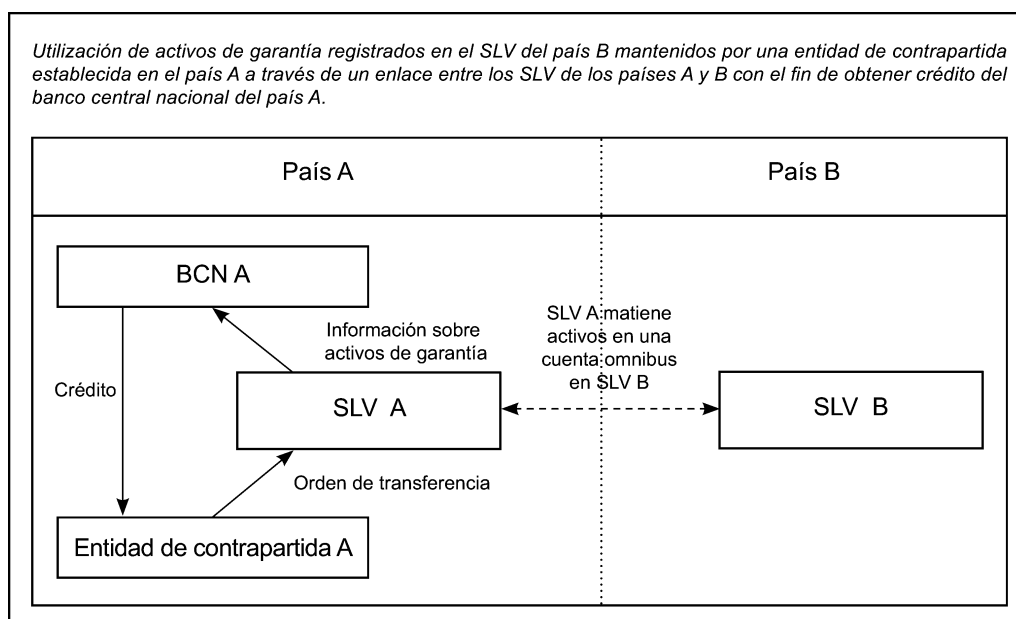 Utilización de activos de garantía registrados en el SLV del país B mantenidos por una entidad de contrapartida
establecida en el país A a través de un enlace entre los SLV de los países A y B con el fin de obtener crédito del
banco central nacional del país A.
País A
País B
BCN A
Información sobre
activos de garantía
SLV A matiene
activos en una
cuenta omnibus
en SLV B
Crédito
SLV A
SLV B
Orden de transferencia
Entidad de contrapartida A